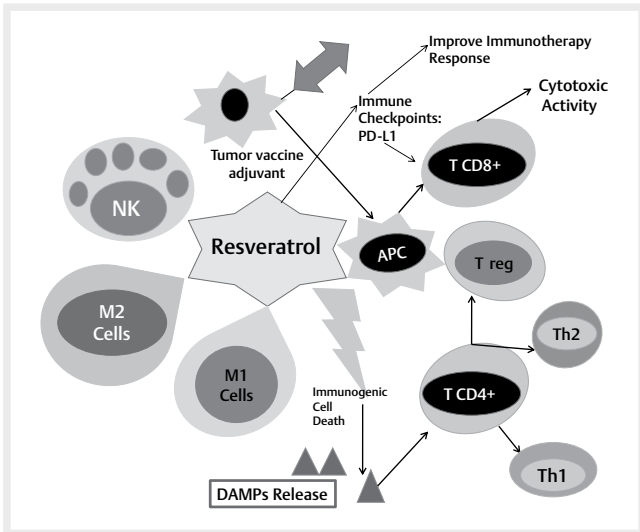 Improve Immunotherapy
Response
Cytotoxic
Activity
Immune
Checkpoints:
PD-L1
T CD8+
Tumor vaccine
adjuvant
NK
Resveratrol
APC
T reg
M2
Cells
Th2
M1
Cells
T CD4+
Immunogenic
Cell
Death
Th1
DAMPs Release